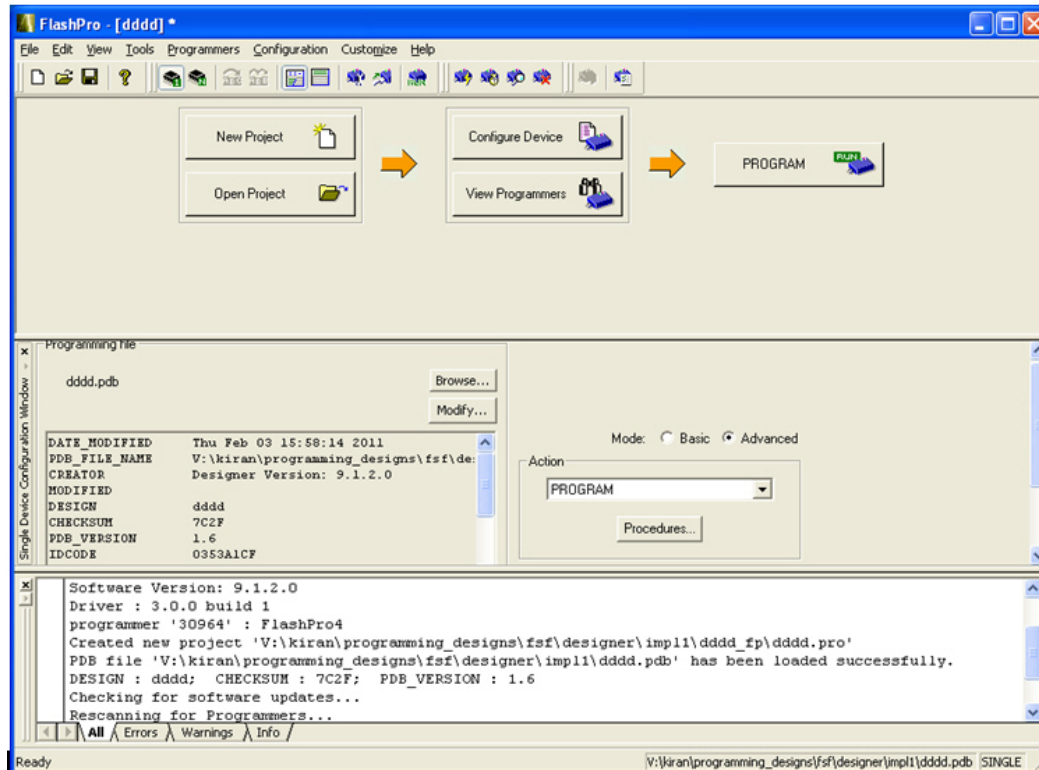 FlashPro - [dddd] *
File Edit View Tools Programmers Configuration Customize Help
New Project
Open Project
Configure Device
View Programmers
PROGRAM
RUN
Single Device Configuration Window
Programming file
dddd.pdb
Browse...
Modify...
DATE_MODIFIED Thu Feb 03 15:58:14 2011
PDB_FILE_NAME V:\kiran\programming_designs\fsf\de:
CREATOR Designer Version: 9.1.2.0
MODIFIED
DESIGN dddd
CHECKSUM 7C2F
PDB_VERSION 1.6
IDCODE 0353A1CF
Mode: Basic Advanced
Action
PROGRAM
Procedures...
Software Version: 9.1.2.0
Driver : 3.0.0 build 1
programmer '30964' : FlashPro4
Created new project 'V:\kiran\programming_designs\fsf\designer\impl1\dddd_fp\dddd.pro'
PDB file 'V:\kiran\programming_designs\fsf\designer\impl1\dddd.pdb' has been loaded successfully.
DESIGN : dddd; CHECKSUM : 7C2F; PDB_VERSION : 1.6
Checking for software updates...
Rescanning for Programmers...
All Errors Warnings Info
Ready V:\kiran\programming_designs\fsf\designer\impl1\dddd.pdb SINGLE